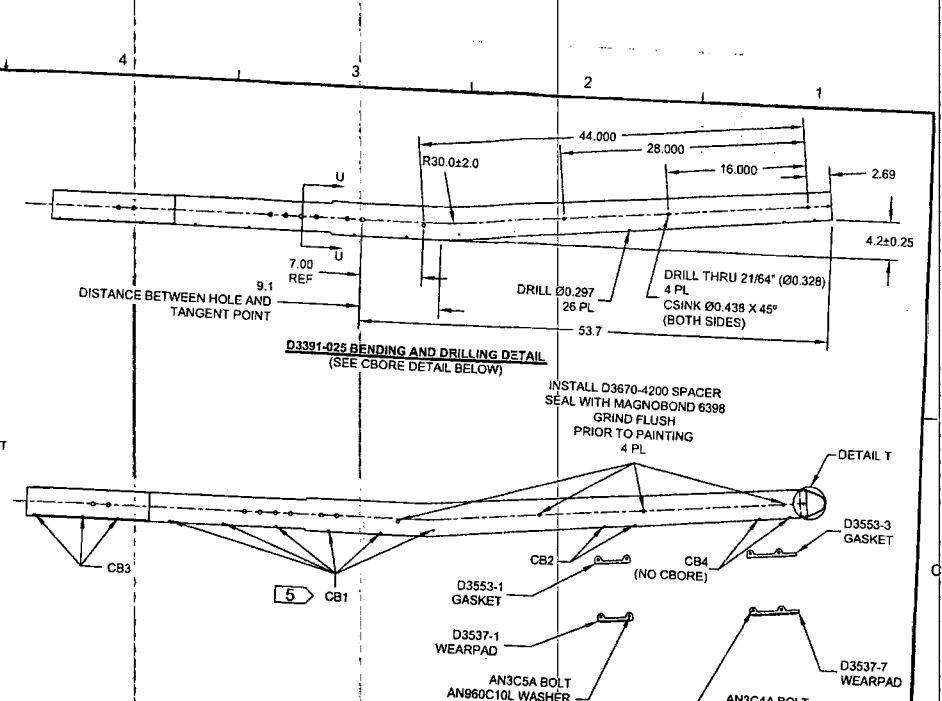 4
3
2
1
44.000
28.000
R30.0±2.0
16.000
2.69
U
U
4.2±0.25
7.00
REF
9.1
DISTANCE BETWEEN HOLE AND
TANGENT POINT
DRILL Ø0.297
26 PL
DRILL THRU 21/64" (Ø0.328)
4 PL
CSINK Ø0.438 X 45º
(BOTH SIDES)
53.7
D3391-025 BENDING AND DRILLING DETAIL
(SEE CBORE DETAIL BELOW)
INSTALL D3670-4200 SPACER
SEAL WITH MAGNOBOND 6398
GRIND FLUSH
PRIOR TO PAINTING
4 PL
T
DETAIL T
CB3
5
CB1
CB2
CB4
(NO CBORE)
D3553-3
GASKET
D3553-1
GASKET
C
D3537-1
WEARPAD
D3537-7
WEARPAD
AN3C5A BOLT
AN960C10L WASHER
AN3C4A BOLT